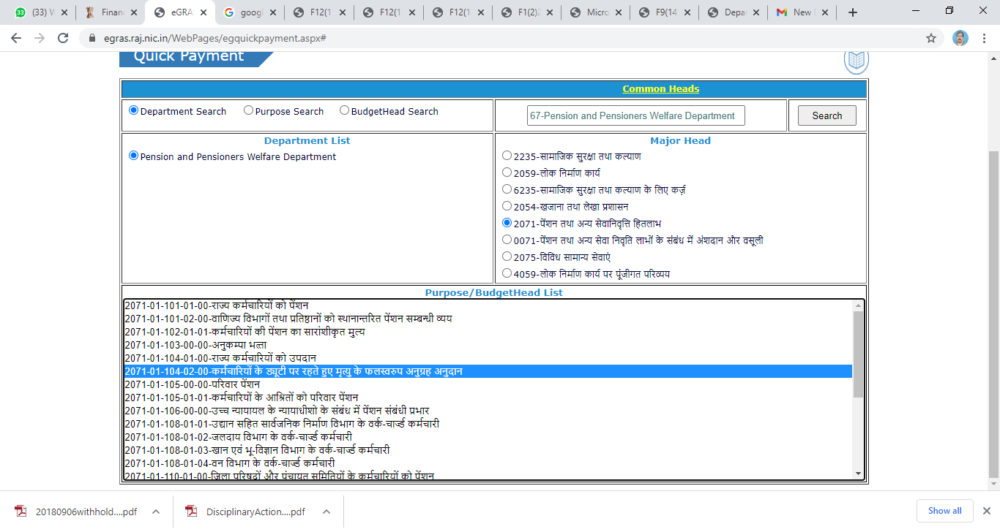 (33) W
Finan
eGRA
googl
F12(1
F12(1
F12(1
F1(2)2
Micro
F9(14
Depa
New
egras.raj.nic.in/WebPages/egquickpayment.aspx#
Quick Payment
Common Heads
Department Search Purpose Search BudgetHead Search 67-Pension and Pensioners Welfare Department Search
Department List
Pension and Pensioners Welfare Department
Major Head
2235-सामाजिक सुरक्षा तथा कल्याण
2059-लोक निर्माण कार्य
6235-सामाजिक सुरक्षा तथा कल्याण के लिए कर्ज़
2054-खजाना तथा लेखा प्रशासन
2071-पेंशन तथा अन्य सेवानिवृत्ति हितलाभ
0071-पेंशन तथा अन्य सेवा निवृति लाभों के संबंध में अंशदान और वसूली
2075-विविध सामान्य सेवाएं
4059-लोक निर्माण कार्य पर पूंजीगत परिव्यय
Purpose/BudgetHead List
2071-01-101-01-00-राज्य कर्मचारियों को पेंशन
2071-01-101-02-00-वाणिज्य विभागों तथा प्रतिष्ठानों को स्थानान्तरित पेंशन सम्बन्धी व्यय
2071-01-102-01-01-कर्मचारियों की पेंशन का सारांशीकृत मुल्य
2071-01-103-00-00-अनुकम्पा भत्ता
2071-01-104-01-00-राज्य कर्मचारियों को उपदान
2071-01-104-02-00-कर्मचारियों के ड्यूटी पर रहते हुए मृत्यु के फलस्वरुप अनुग्रह अनुदान
2071-01-105-00-00-परिवार पेंशन
2071-01-105-01-01-कर्मचारियों के आश्रितों को परिवार पेंशन
2071-01-106-00-00-उच्च न्यायायल के न्यायाधीशो के संबंध में पेंशन संबंधी प्रभार
2071-01-108-01-01-उद्यान सहित सार्वजनिक निर्माण विभाग के वर्क-चार्ज्ड कर्मचारी
2071-01-108-01-02-जलदाय विभाग के वर्क-चार्ज्ड कर्मचारी
2071-01-108-01-03-खान एवं भू-विज्ञान विभाग के वर्क-चार्ज्ड कर्मचारी
2071-01-108-01-04-वन विभाग के वर्क-चार्ज्ड कर्मचारी
2071-01-110-01-00-जिला परिषदों और पंचायत समितियों के कर्मचारियों को पेंशन
20180906withhold....pdf
DisciplinaryAction....pdf
Show all